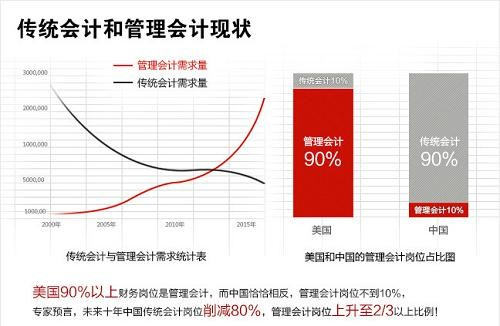 传统会计和管理会计现状
管理会计需求量
传统会计需求量
3000,000
2000,000
1000,000
5000,00
1000,00
2000年
2005年
2010年
2015年
传统会计与管理会计需求统计表
传统会计10%
管理会计
90%
美国
传统会计
90%
管理会计10%
中国
美国和中国的管理会计岗位占比图
美国90%以上财务岗位是管理会计，而中国恰恰相反，管理会计岗位不到10%，
专家预言，未来十年中国传统会计岗位削减80%，管理会计岗位上升至2/3以上比例！